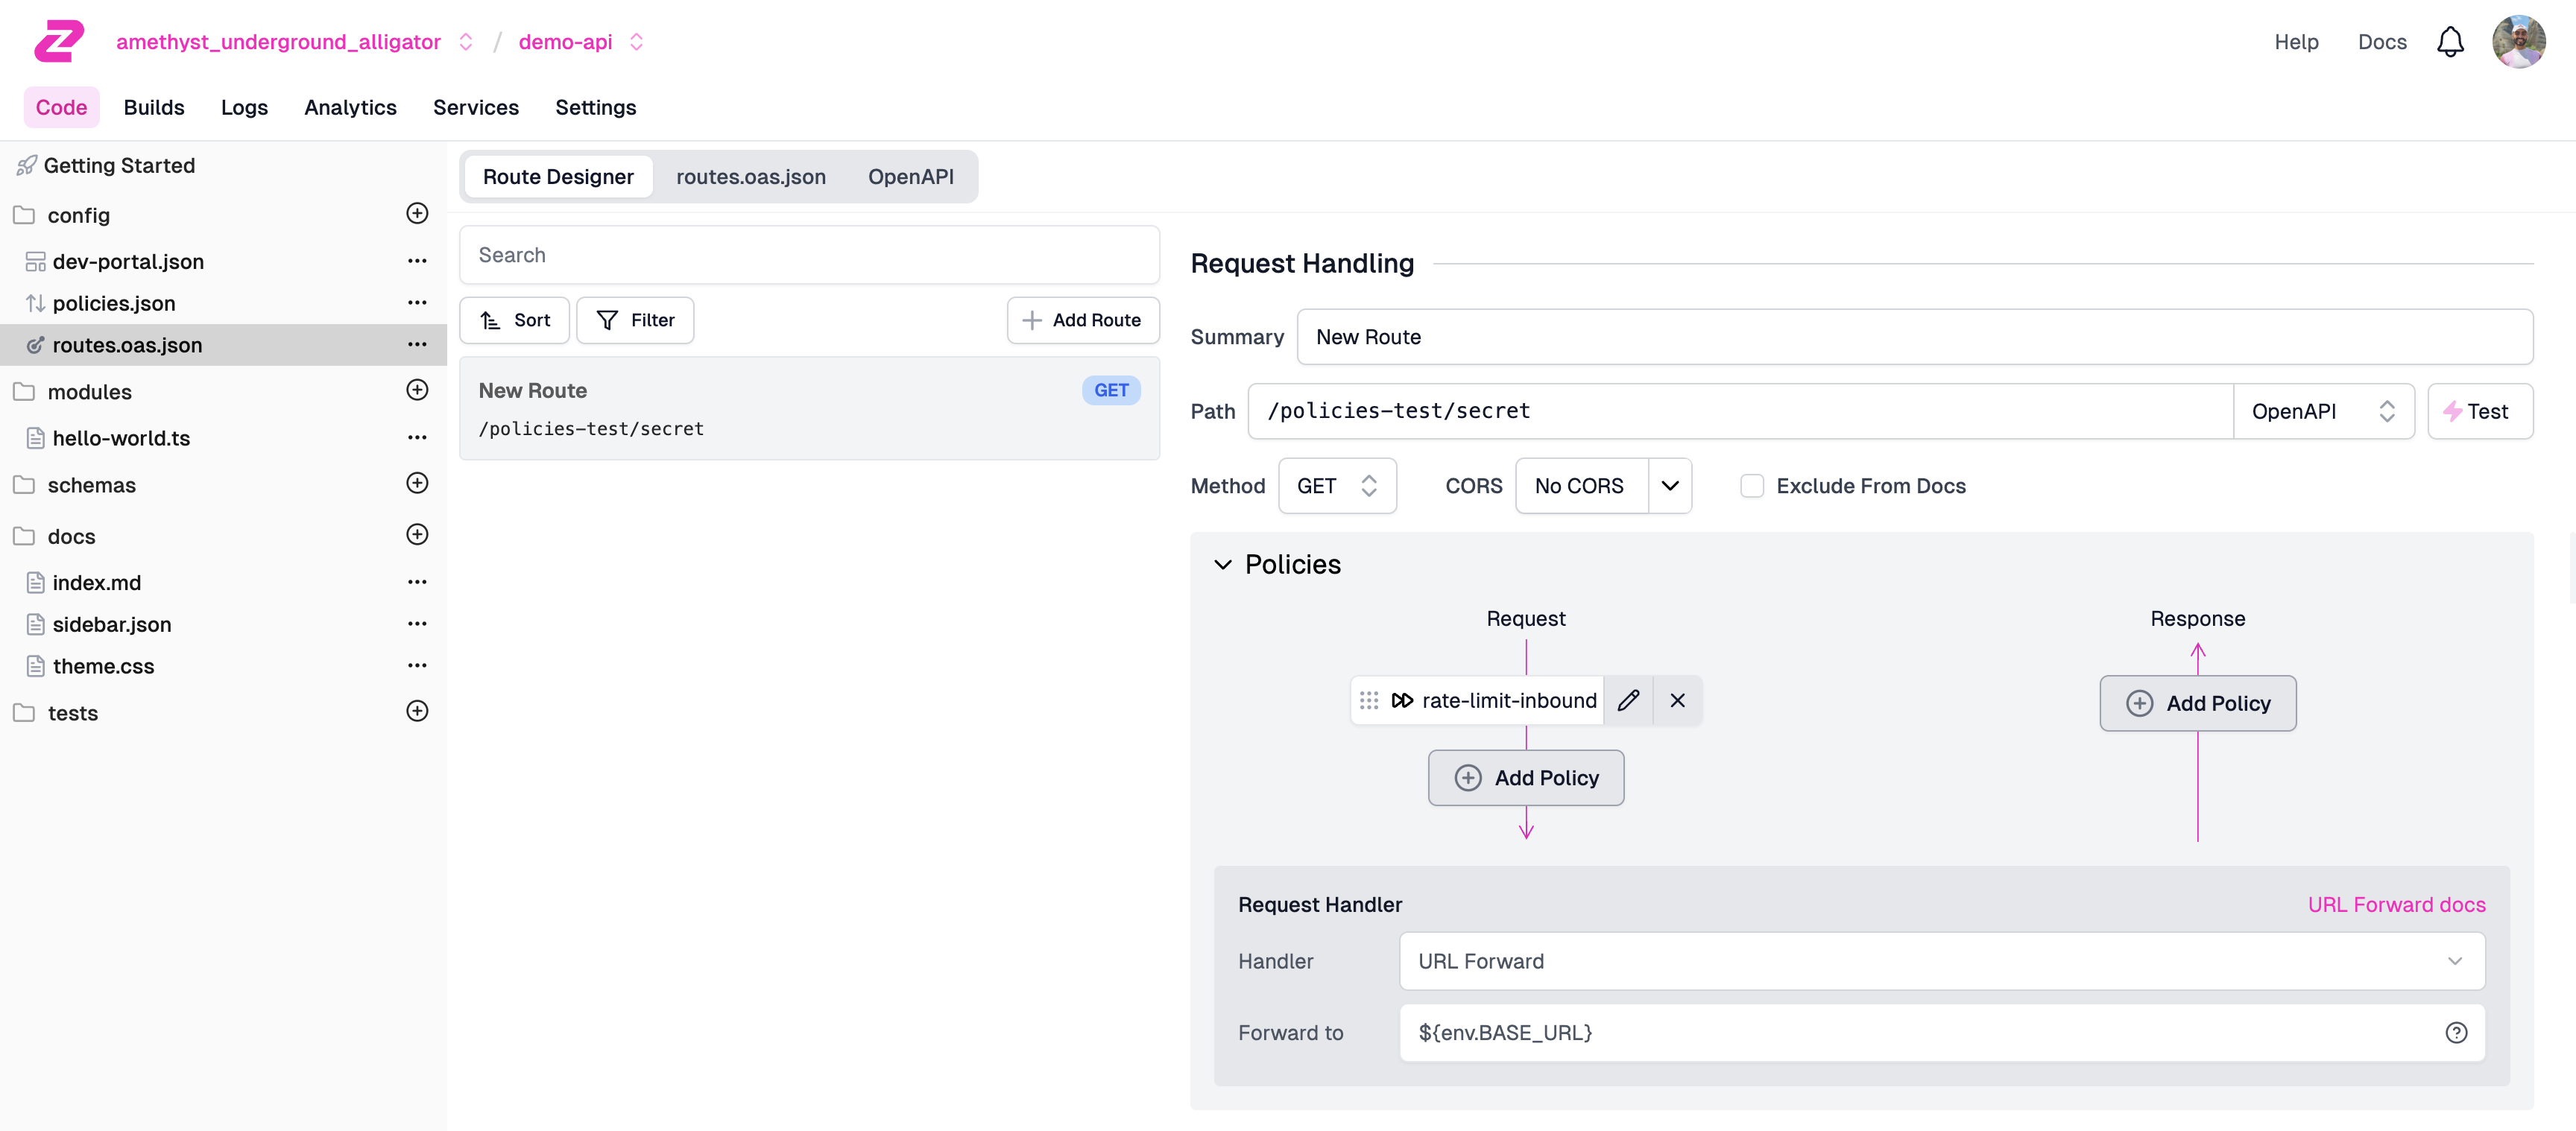 amethyst_underground_alligator / demo-api
Help Docs
Code Builds Logs Analytics Services Settings
Getting Started
config
dev-portal.json
policies.json
routes.oas.json
modules
hello-world.ts
schemas
docs
index.md
sidebar.json
theme.css
tests
Route Designer routes.oas.json OpenAPI
Search
Sort Filter Add Route
New Route GET
/policies-test/secret
Request Handling
Summary New Route
Path /policies-test/secret OpenAPI Test
Method GET CORS No CORS Exclude From Docs
Policies
Request Response
rate-limit-inbound Add Policy
Add Policy
Request Handler URL Forward docs
Handler URL Forward
Forward to ${env.BASE_URL}